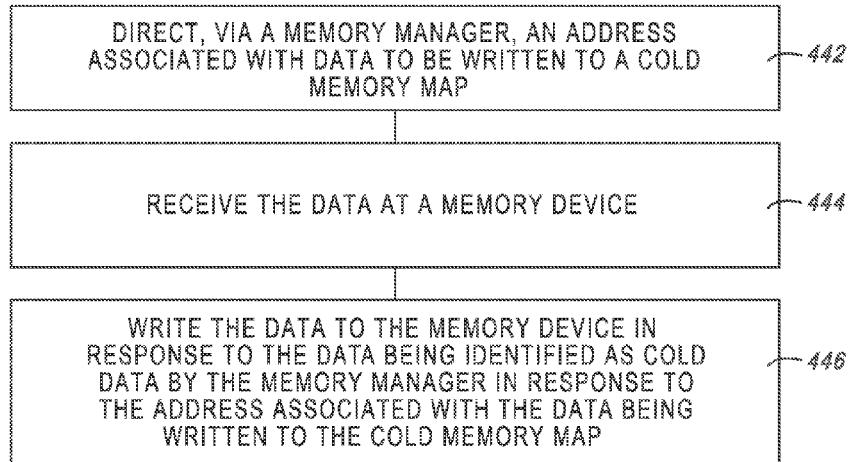 DIRECT, VIA A MEMORY MANAGER, AN ADDRESS
ASSOCIATED WITH DATA TO BE WRITTEN TO A COLD
MEMORY MAP
442
RECEIVE THE DATA AT A MEMORY DEVICE
444
WRITE THE DATA TO THE MEMORY DEVICE IN
RESPONSE TO THE DATA BEING IDENTIFIED AS COLD
DATA BY THE MEMORY MANAGER IN RESPONSE TO
THE ADDRESS ASSOCIATED WITH THE DATA BEING
WRITTEN TO THE COLD MEMORY MAP
446